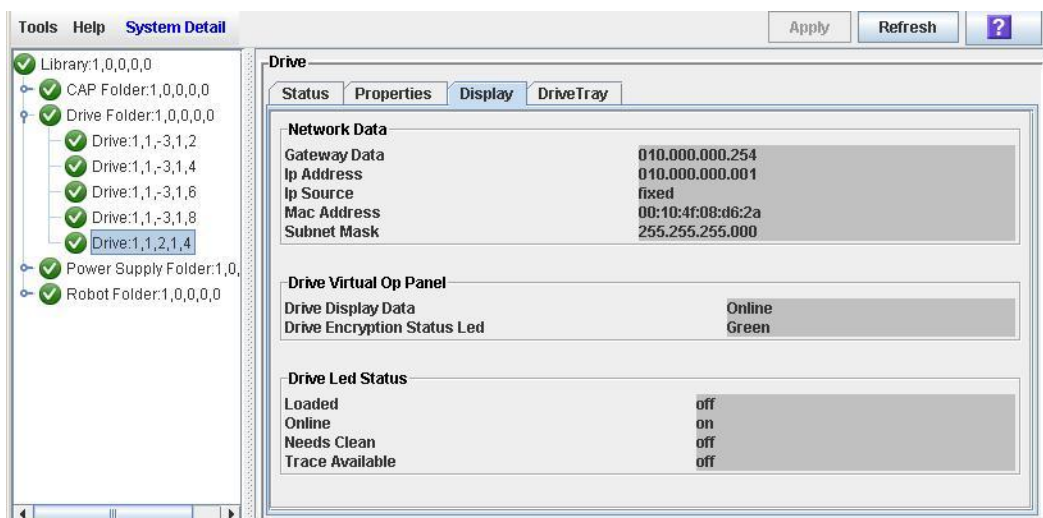 Tools Help System Detail Apply Refresh ?
Library:1,0,0,0,0
CAP Folder:1,0,0,0,0
Drive Folder:1,0,0,0,0
Drive:1,1,-3,1,2
Drive:1,1,-3,1,4
Drive:1,1,-3,1,6
Drive:1,1,-3,1,8
Drive:1,1,2,1,4
Power Supply Folder:1,0,
Robot Folder:1,0,0,0,0
Drive
Status Properties Display DriveTray
Network Data
Gateway Data 010.000.000.254
Ip Address 010.000.000.001
Ip Source fixed
Mac Address 00:10:4f:08:d6:2a
Subnet Mask 255.255.255.000
Drive Virtual Op Panel
Drive Display Data Online
Drive Encryption Status Led Green
Drive Led Status
Loaded off
Online on
Needs Clean off
Trace Available off